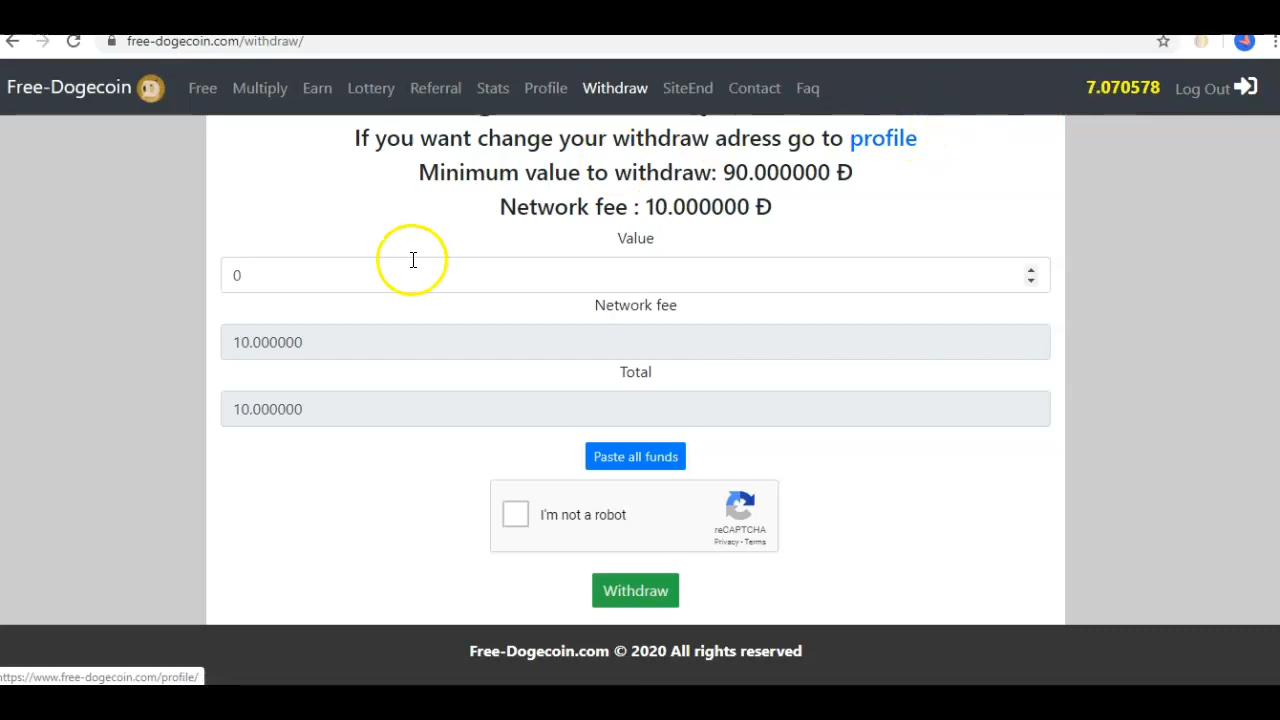 free-dogecoin.com/withdraw/
Free-Dogecoin Free Multiply Earn Lottery Referral Stats Profile Withdraw SiteEnd Contact Faq 7.070578 Log Out
If you want change your withdraw adress go to profile
Minimum value to withdraw: 90.000000 Đ
Network fee : 10.000000 Đ
Value
0
Network fee
10.000000
Total
10.000000
Paste all funds
I'm not a robot
reCAPTCHA
Privacy - Terms
Withdraw
Free-Dogecoin.com © 2020 All rights reserved
https://www.free-dogecoin.com/profile/